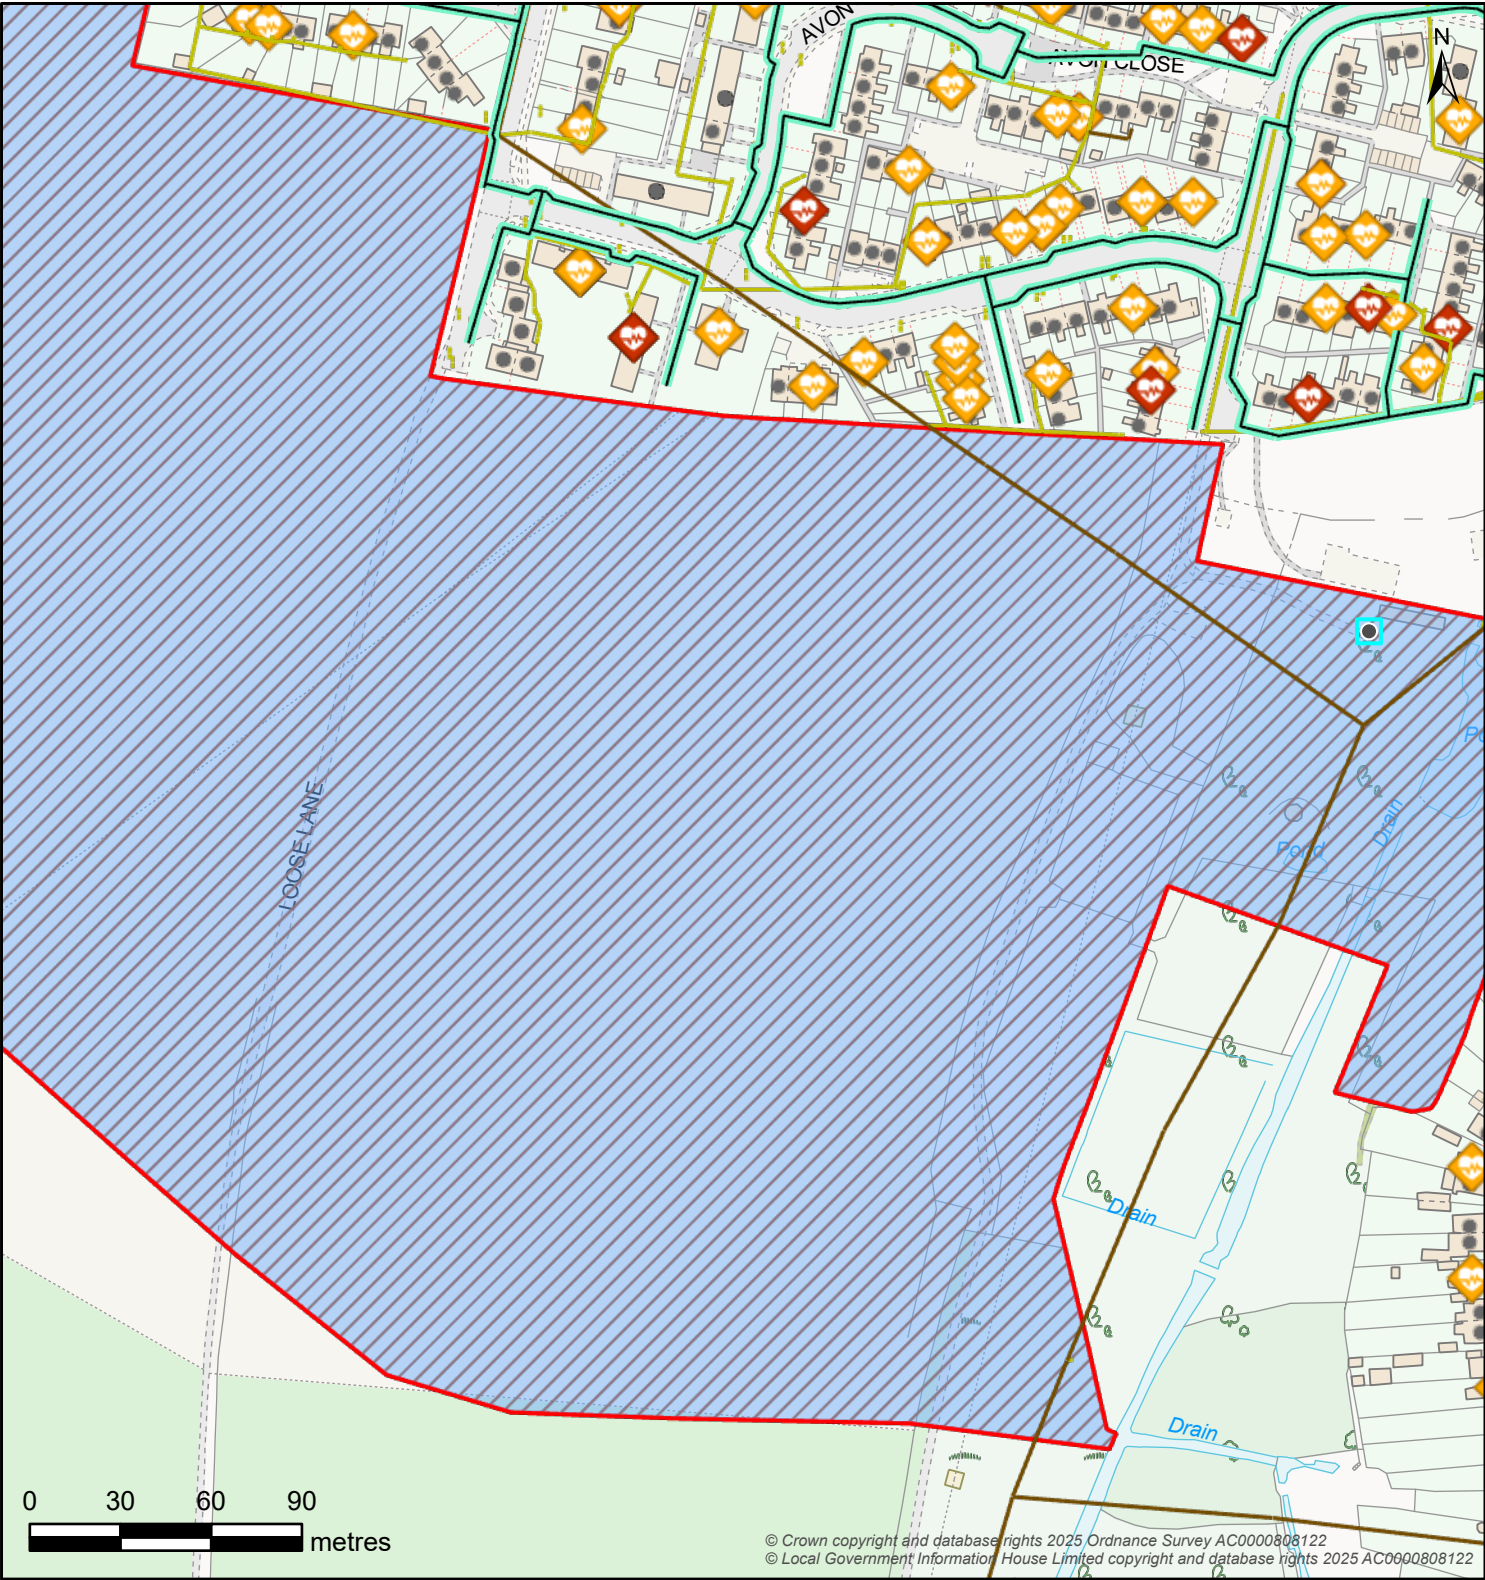 AVON
AVON CLOSE
N
LOOSE LANE
Drain
Pond
Drain
Drain
0 30 60 90
metres
© Crown copyright and database rights 2025 Ordnance Survey AC0000808122
© Local Government Information House Limited copyright and database rights 2025 AC0000808122